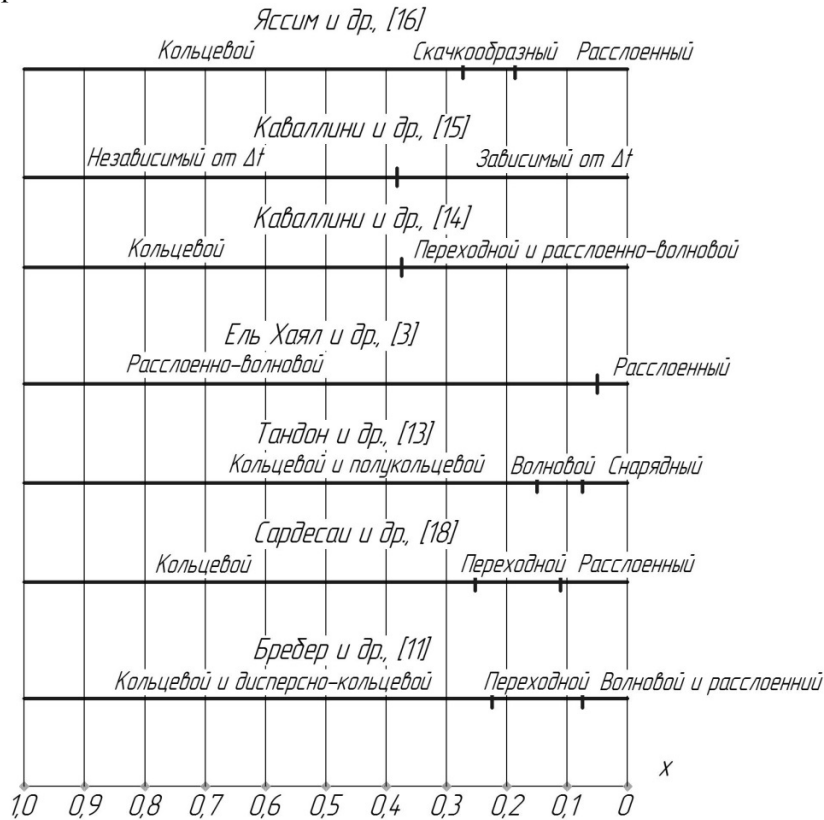 Яссим и др., [16]
Кольцевой Скачкообразный Расслоенный
Каваллини и др., [15]
Независимый от Δt Зависимый от Δt
Каваллини и др., [14]
Кольцевой Переходной и расслоенно-волновой
Ель Хаял и др., [3]
Расслоенно-волновой Расслоенный
Тандон и др., [13]
Кольцевой и полукольцевой Волновой Снарядный
Сардесаи и др., [18]
Кольцевой Переходной Расслоенный
Бребер и др., [11]
Кольцевой и дисперсно-кольцевой Переходной Волновой и расслоенний
x
1,0 0,9 0,8 0,7 0,6 0,5 0,4 0,3 0,2 0,1 0